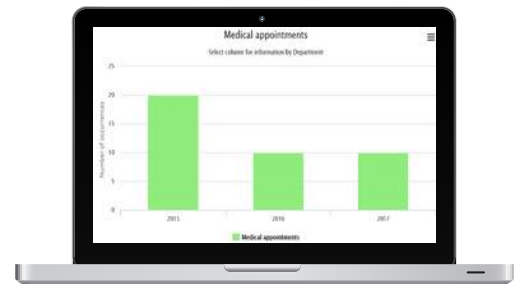 Medical appointments
Select column for information by Department
Number of occurrences
25
20
15
10
5
0
2015 2016 2017
Medical appointments